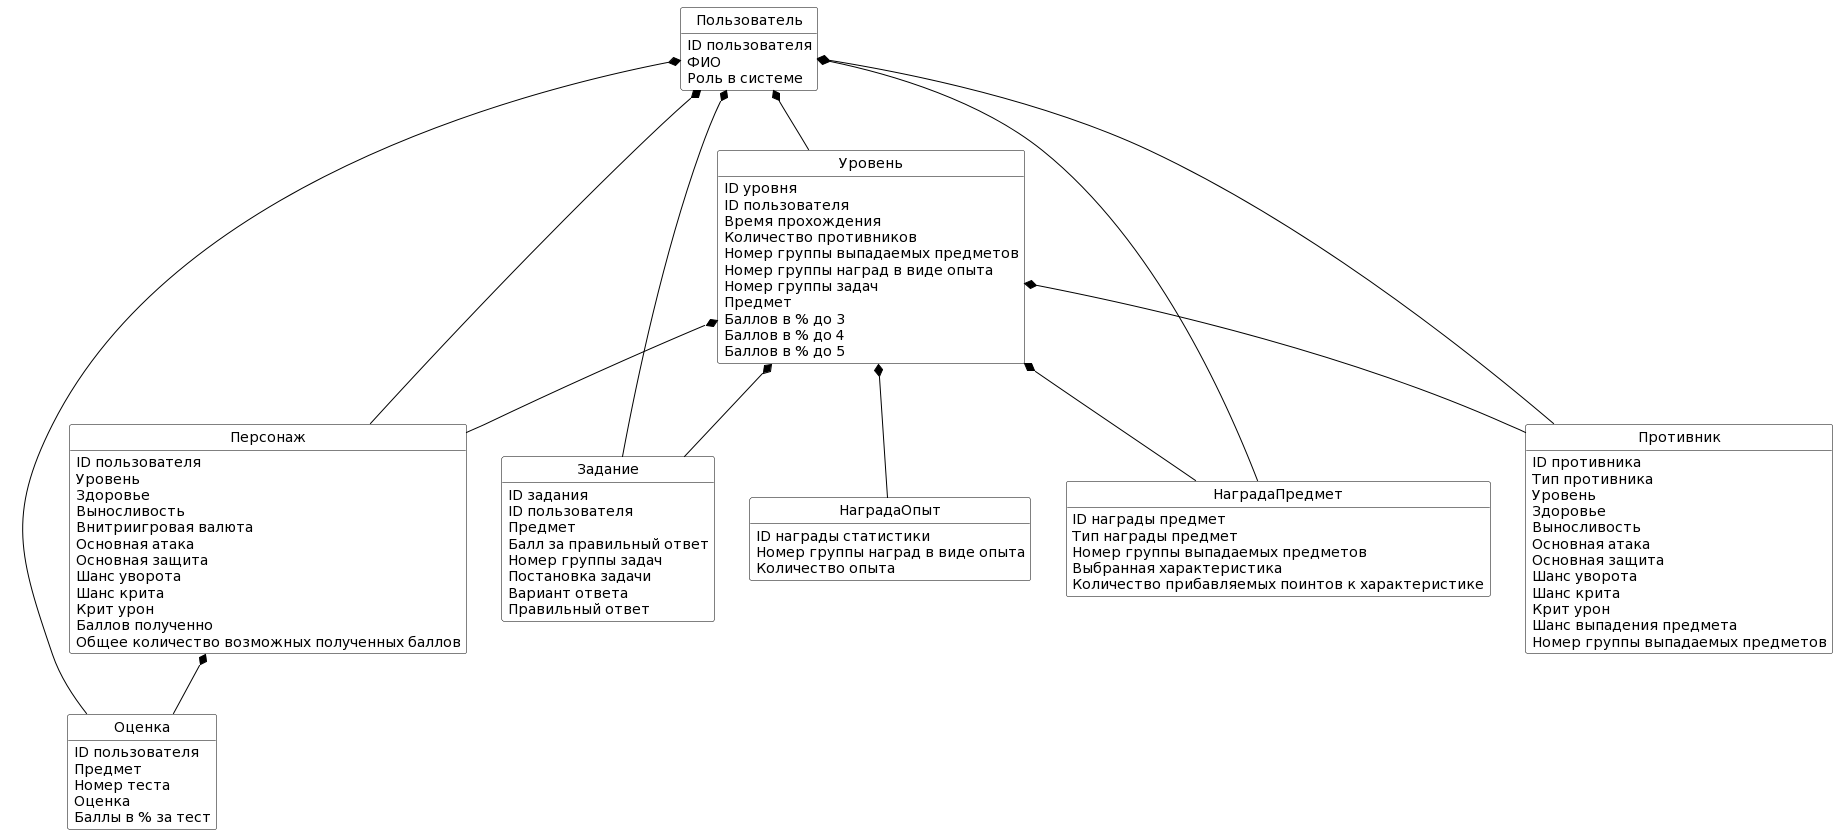 Пользователь
ID пользователя
ФИО
Роль в системе
Уровень
ID уровня
ID пользователя
Время прохождения
Количество противников
Номер группы выпадаемых предметов
Номер группы наград в виде опыта
Номер группы задач
Предмет
Баллов в % до 3
Баллов в % до 4
Баллов в % до 5
Персонаж
ID пользователя
Уровень
Здоровье
Выносливость
Внитриигровая валюта
Основная атака
Основная защита
Шанс уворота
Шанс крита
Крит урон
Баллов полученно
Общее количество возможных полученных баллов
Задание
ID задания
ID пользователя
Предмет
Балл за правильный ответ
Номер группы задач
Постановка задачи
Вариант ответа
Правильный ответ
НаградаОпыт
ID награды статистики
Номер группы наград в виде опыта
Количество опыта
НаградаПредмет
ID награды предмет
Тип награды предмет
Номер группы выпадаемых предметов
Выбранная характеристика
Количество прибавляемых поинтов к характеристике
Противник
ID противника
Тип противника
Уровень
Здоровье
Выносливость
Основная атака
Основная защита
Шанс уворота
Шанс крита
Крит урон
Шанс выпадения предмета
Номер группы выпадаемых предметов
Оценка
ID пользователя
Предмет
Номер теста
Оценка
Баллы в % за тест